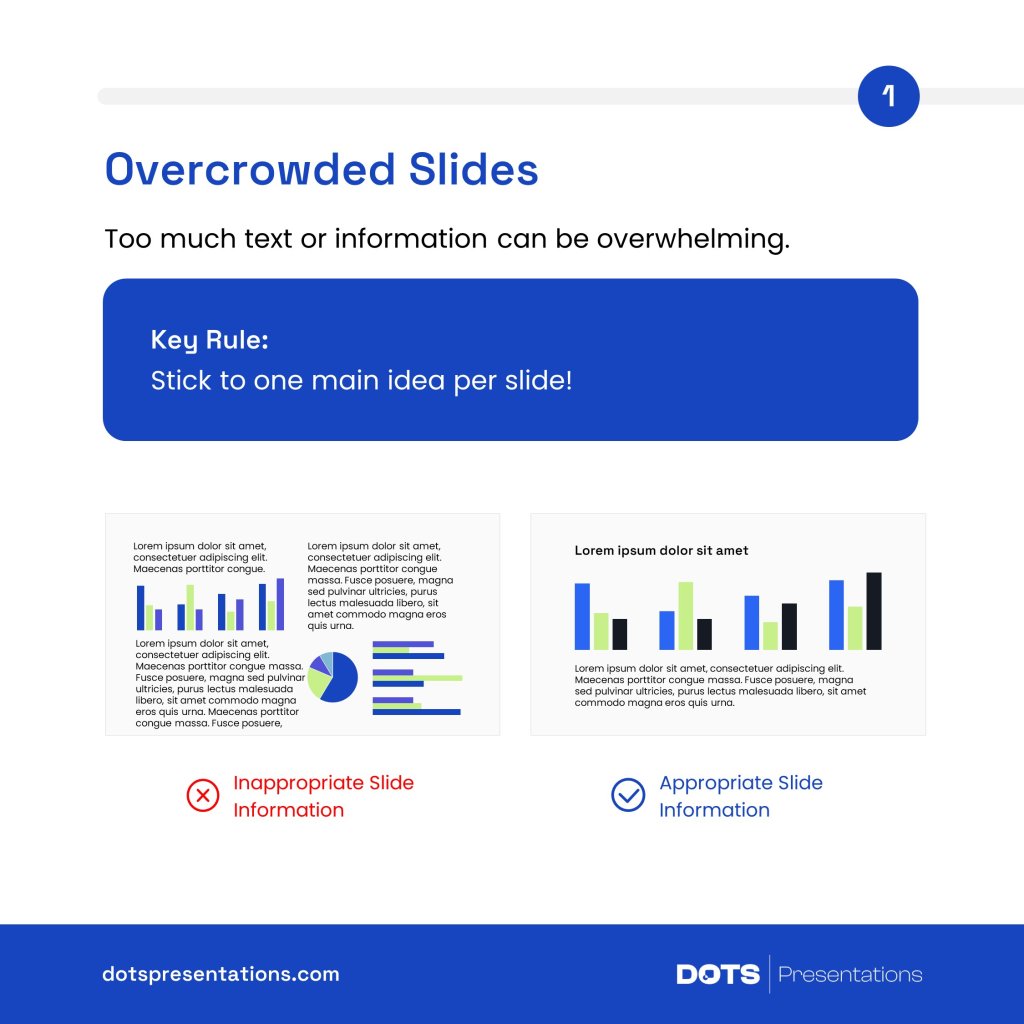 1
Overcrowded Slides
Too much text or information can be overwhelming.
Key Rule:
Stick to one main idea per slide!
Lorem ipsum dolor sit amet,
consectetuer adipiscing elit.
Maecenas porttitor congue.
Lorem ipsum dolor sit amet,
consectetuer adipiscing elit.
Maecenas porttitor congue
massa. Fusce posuere, magna
sed pulvinar ultricies, purus
lectus malesuada libero, sit
amet commodo magna eros
quis urna.
Lorem ipsum dolor sit amet,
consectetuer adipiscing elit.
Maecenas porttitor congue massa.
Fusce posuere, magna sed pulvinar
ultricies, purus lectus malesuada
libero, sit amet commodo magna
eros quis urna. Maecenas porttitor
congue massa. Fusce posuere,
Lorem ipsum dolor sit amet
Lorem ipsum dolor sit amet, consectetuer adipiscing elit.
Maecenas porttitor congue massa. Fusce posuere, magna
sed pulvinar ultricies, purus lectus malesuada libero, sit amet
commodo magna eros quis urna.
Inappropriate Slide
Information
Appropriate Slide
Information
dotspresentations.com
DOTS Presentations